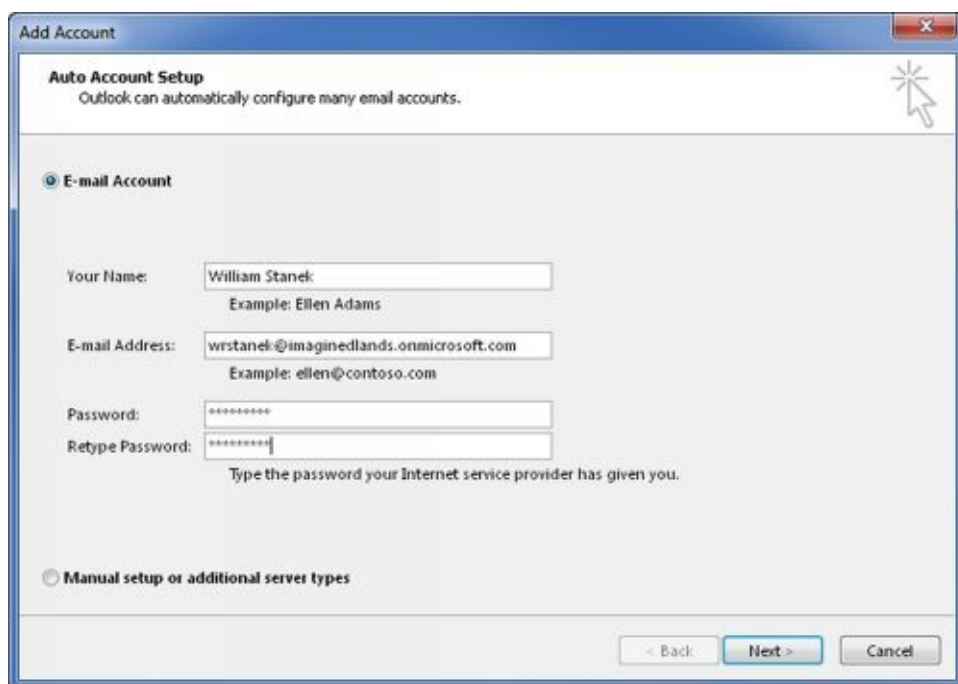 Add Account
Auto Account Setup
Outlook can automatically configure many email accounts.
E-mail Account
Your Name: William Stanek
Example: Ellen Adams
E-mail Address: wrstanek@imaginedlands.onmicrosoft.com
Example: ellen@contoso.com
Password: *********
Retype Password: *********
Type the password your Internet service provider has given you.
Manual setup or additional server types
< Back Next > Cancel